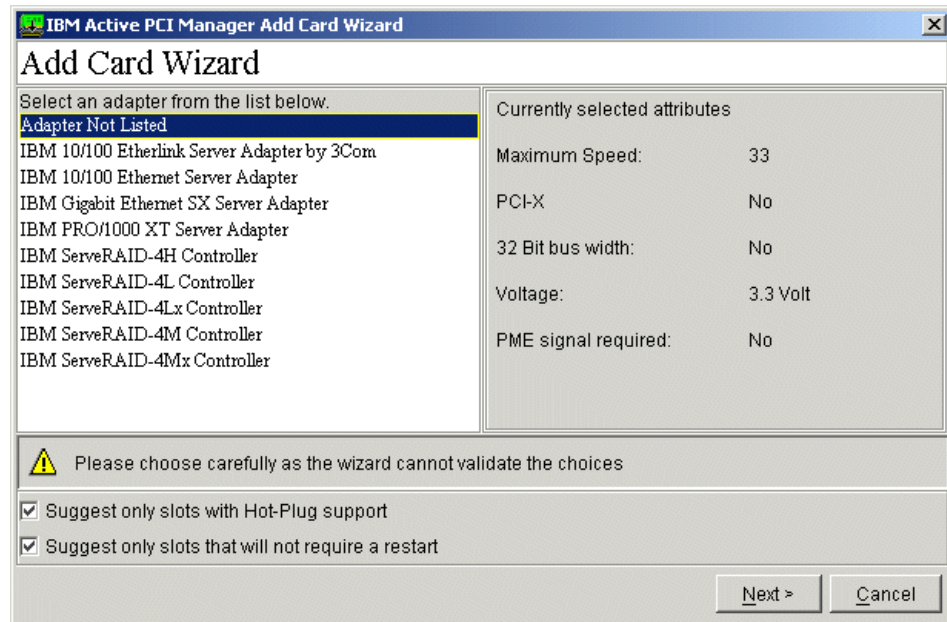 IBM Active PCI Manager Add Card Wizard
Add Card Wizard
Select an adapter from the list below.
Adapter Not Listed
IBM 10/100 Etherlink Server Adapter by 3Com
IBM 10/100 Ethernet Server Adapter
IBM Gigabit Ethernet SX Server Adapter
IBM PRO/1000 XT Server Adapter
IBM ServeRAID-4H Controller
IBM ServeRAID-4L Controller
IBM ServeRAID-4Lx Controller
IBM ServeRAID-4M Controller
IBM ServeRAID-4Mx Controller
Currently selected attributes
Maximum Speed: 33
PCI-X No
32 Bit bus width: No
Voltage: 3.3 Volt
PME signal required: No
Please choose carefully as the wizard cannot validate the choices
Suggest only slots with Hot-Plug support
Suggest only slots that will not require a restart
Next >
Cancel